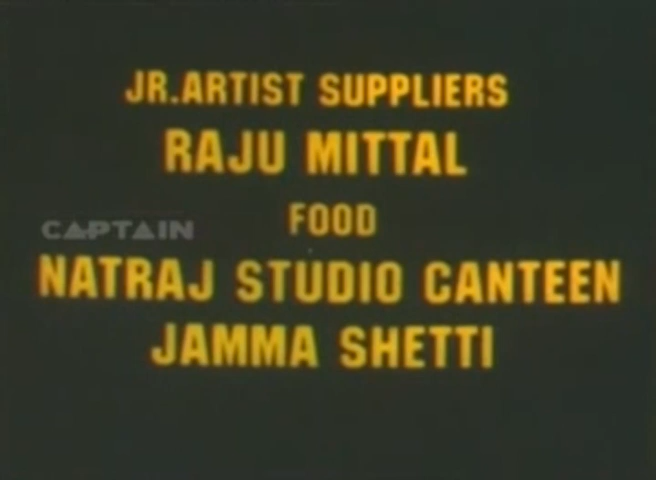 JR.ARTIST SUPPLIERS
RAJU MITTAL
FOOD
CAPTAIN
NATRAJ STUDIO CANTEEN
JAMMA SHETTI